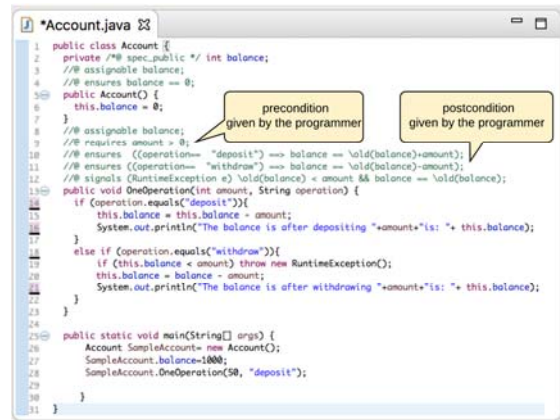 *Account.java
1 public class Account {
2 private /*@ spec_public */ int balance;
3 //@ assignable balance;
4 //@ ensures balance == 0;
5 public Account() {
6 this.balance = 0;
7 }
8 //@ assignable balance;
9 //@ requires amount > 0;
10 //@ ensures ((operation== "deposit") ==> balance == \old(balance)+amount);
11 //@ ensures ((operation== "withdraw") ==> balance == \old(balance)-amount);
12 //@ signals (RuntimeException e) \old(balance) < amount && balance == \old(balance);
13 public void OneOperation(int amount, String operation) {
14 if (operation.equals("deposit")){
15 this.balance = this.balance - amount;
16 System.out.println("The balance is after depositing "+amount+"is: "+ this.balance);
17 }
18 else if (operation.equals("withdraw")){
19 if (this.balance < amount) throw new RuntimeException();
20 this.balance = balance - amount;
21 System.out.println("The balance is after withdrawing "+amount+"is: "+ this.balance);
22 }
23 }
24
25 public static void main(String[] args) {
26 Account SampleAccount= new Account();
27 SampleAccount.balance=1000;
28 SampleAccount.OneOperation(50, "deposit");
29
30 }
31 }
precondition
given by the programmer
postcondition
given by the programmer